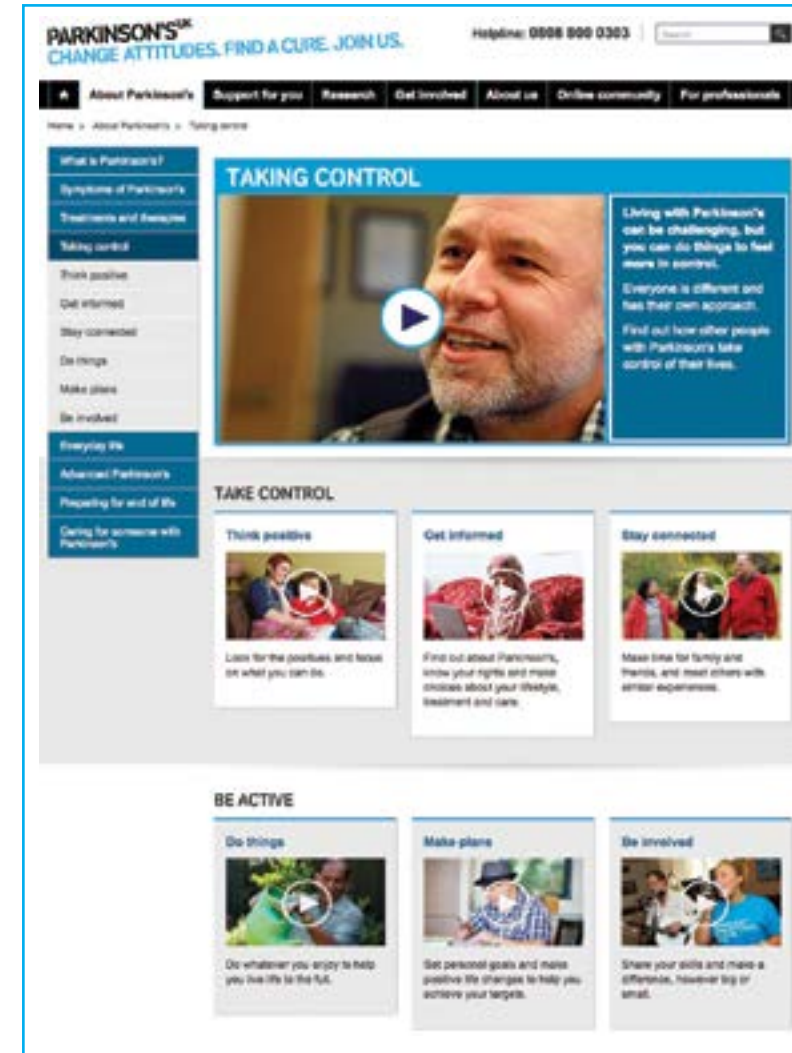 PARKINSON'S UK
CHANGE ATTITUDES. FIND A CURE. JOIN US.
Helpline: 0808 800 0303
Search
About Parkinson's
Support for you
Research
Get involved
About us
Online community
For professionals
Home > About Parkinson's > Taking control
What is Parkinson's?
Symptoms of Parkinson's
Treatments and therapies
Taking control
Think positive
Get informed
Stay connected
Do things
Make plans
Be involved
Everyday life
Advanced Parkinson's
Preparing for end of life
Caring for someone with
Parkinson's
TAKING CONTROL
Living with Parkinson's
can be challenging, but
you can do things to feel
more in control.
Everyone is different and
has their own approach.
Find out how other people
with Parkinson's take
control of their lives.
TAKE CONTROL
Think positive
Look for the positives and focus
on what you can do.
Get informed
Find out about Parkinson's,
know your rights and make
choices about your lifestyle,
treatment and care.
Stay connected
Make time for family and
friends, and meet others with
similar experiences.
BE ACTIVE
Do things
Do whatever you enjoy to help
you live life to the full.
Make plans
Set personal goals and make
positive life changes to help you
achieve your targets.
Be involved
Share your skills and make a
difference, however big or
small.